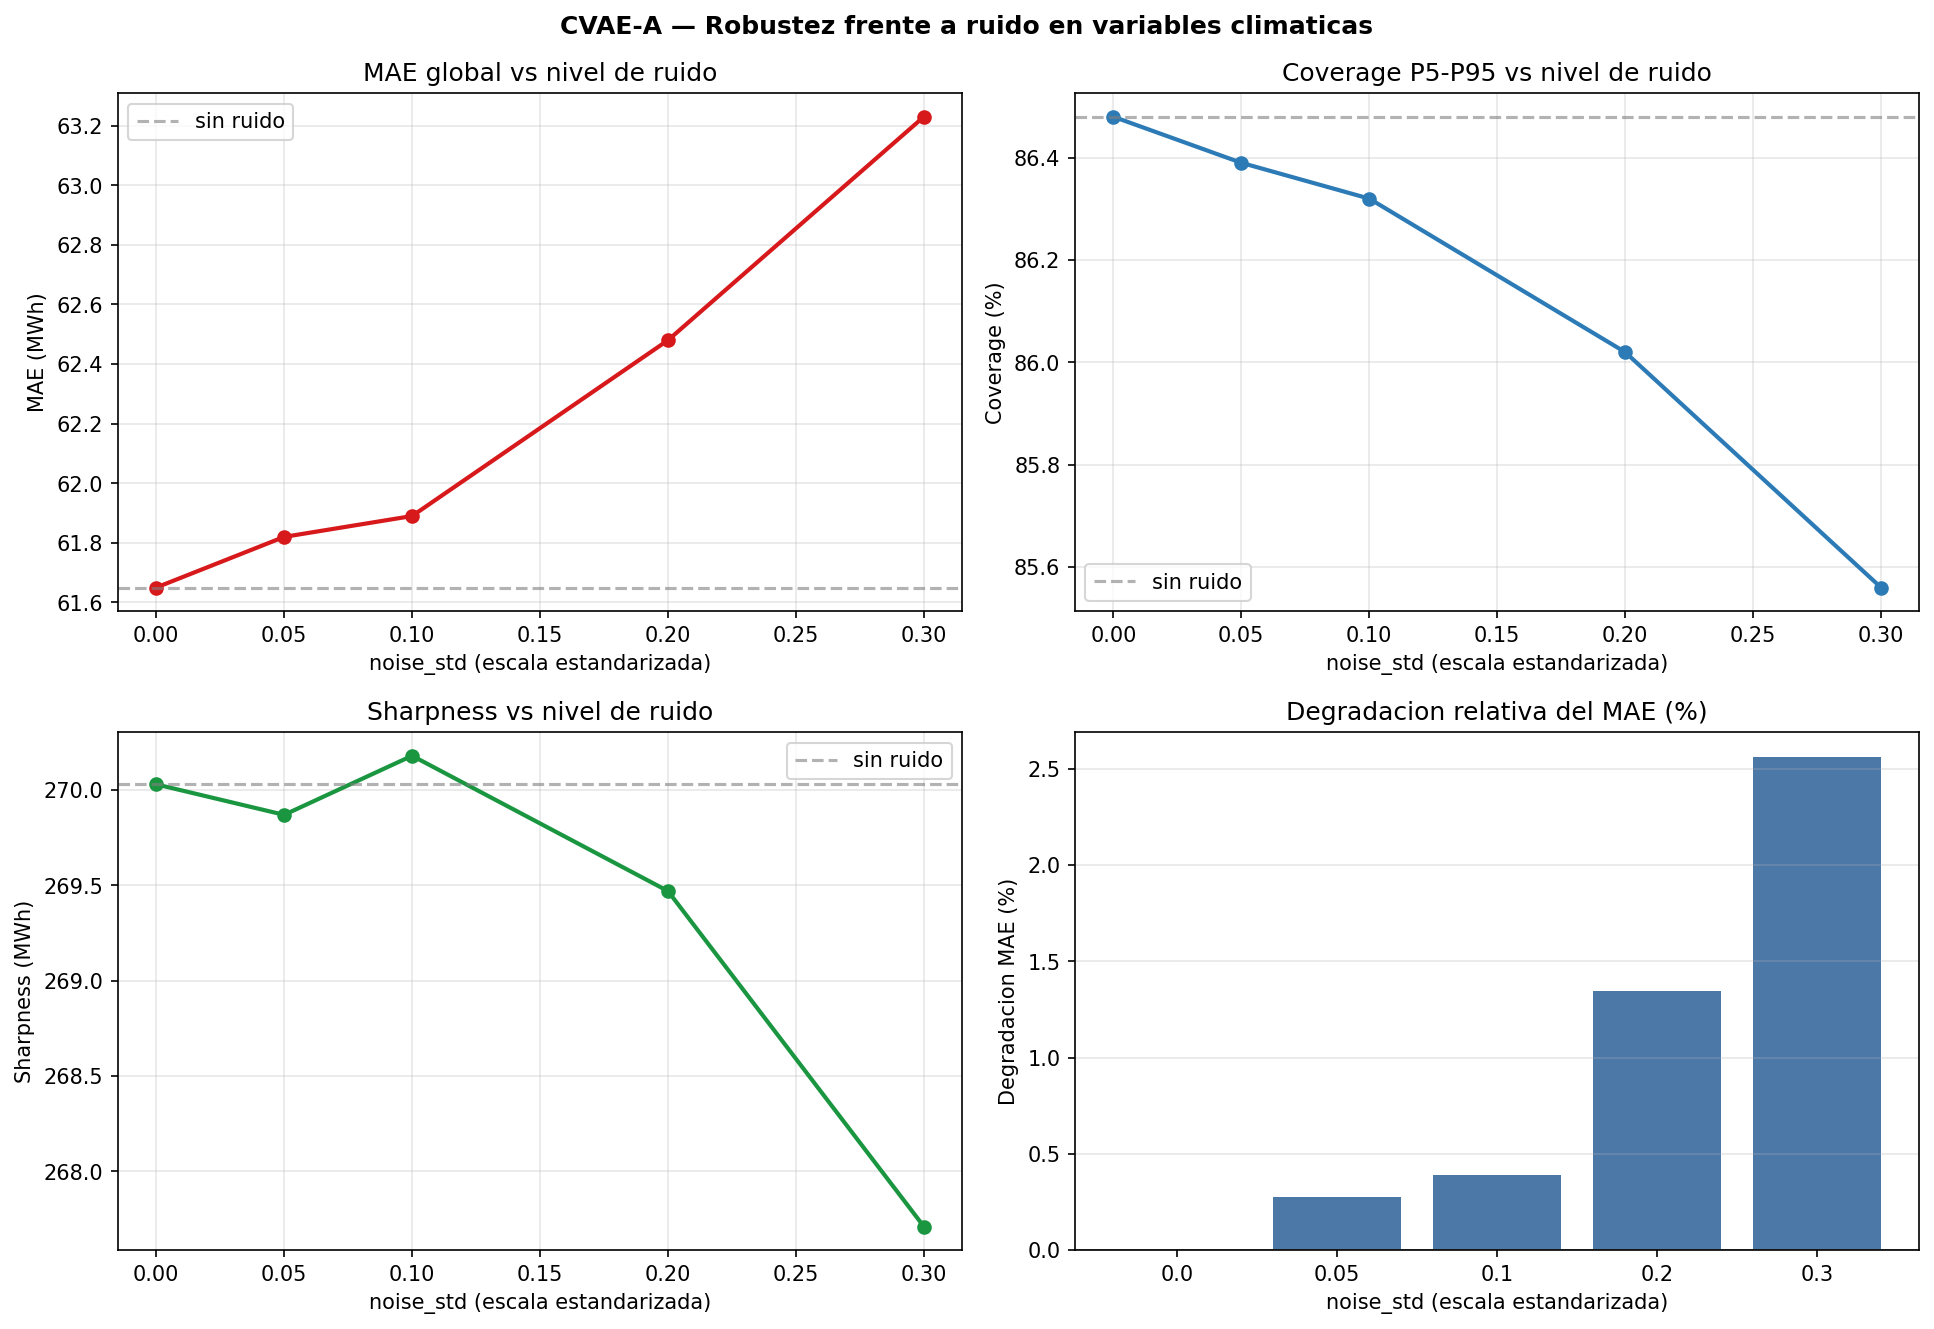 CVAE-A — Robustez frente a ruido en variables climaticas
MAE global vs nivel de ruido
sin ruido
MAE (MWh)
63.2
63.0
62.8
62.6
62.4
62.2
62.0
61.8
61.6
0.00 0.05 0.10 0.15 0.20 0.25 0.30
noise_std (escala estandarizada)
Coverage P5-P95 vs nivel de ruido
Coverage (%)
86.4
86.2
86.0
85.8
85.6
sin ruido
0.00 0.05 0.10 0.15 0.20 0.25 0.30
noise_std (escala estandarizada)
Sharpness vs nivel de ruido
sin ruido
Sharpness (MWh)
270.0
269.5
269.0
268.5
268.0
0.00 0.05 0.10 0.15 0.20 0.25 0.30
noise_std (escala estandarizada)
Degradacion relativa del MAE (%)
Degradacion MAE (%)
2.5
2.0
1.5
1.0
0.5
0.0
0.0 0.05 0.1 0.2 0.3
noise_std (escala estandarizada)